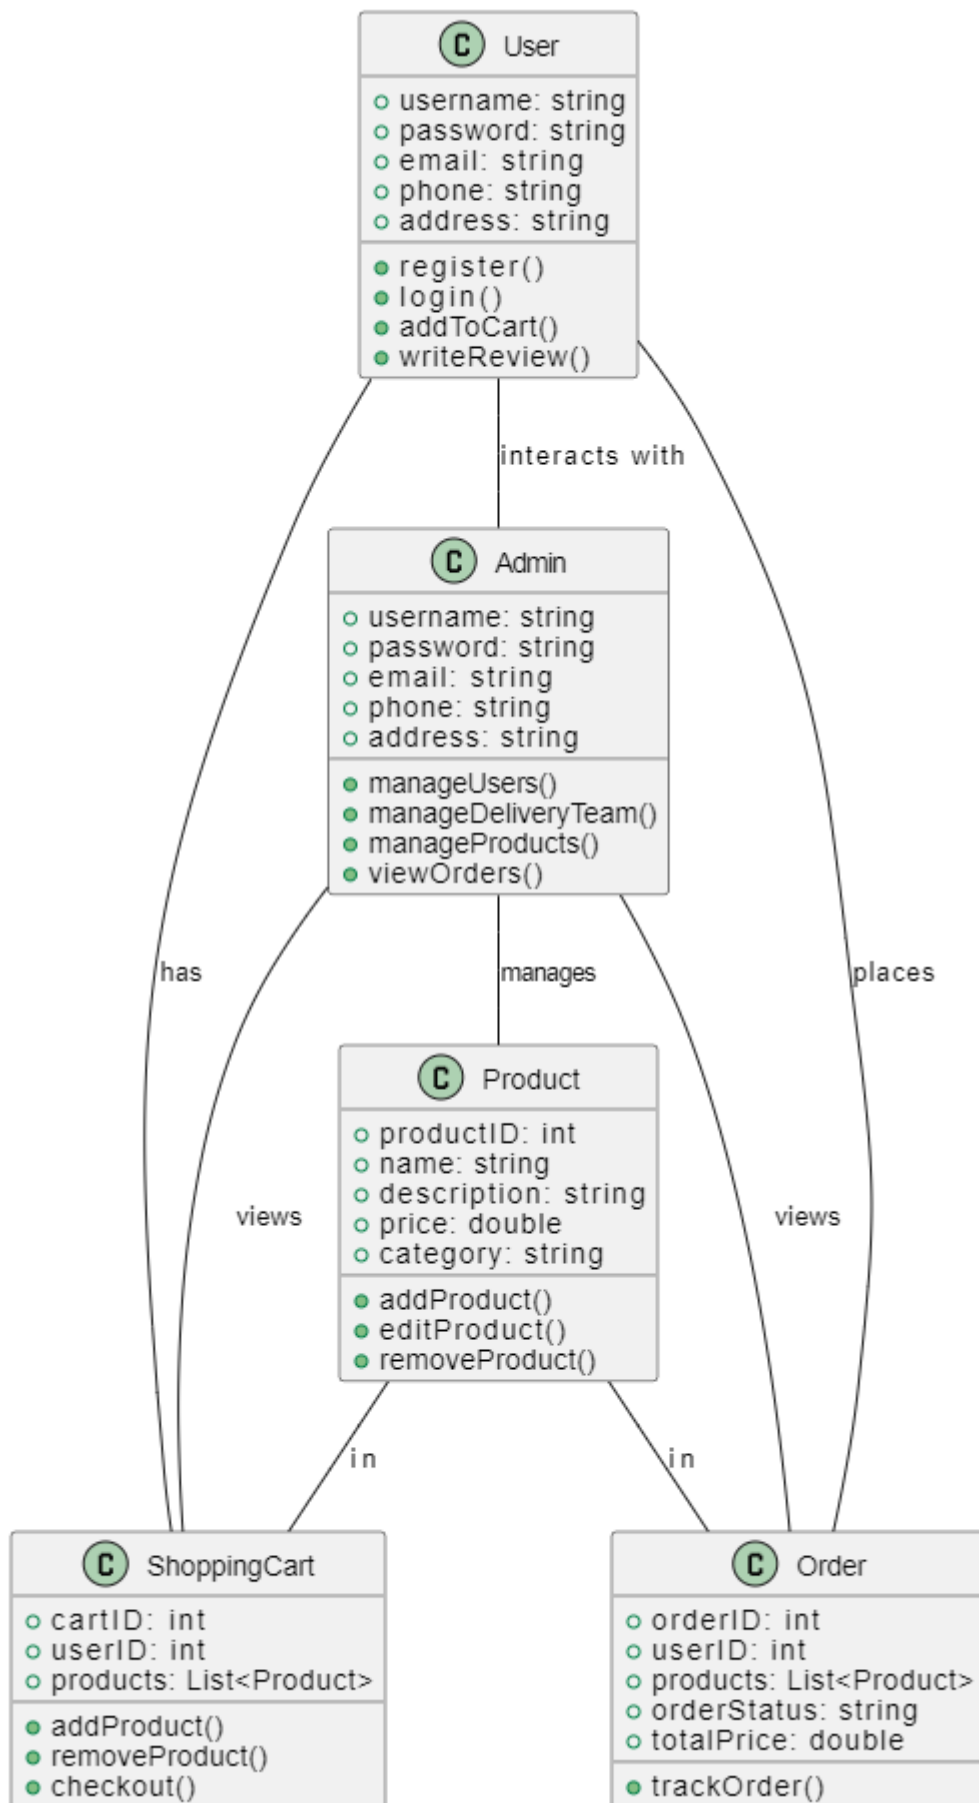 C User
username: string
password: string
email: string
phone: string
address: string
register()
login()
addToCart()
writeReview()
interacts with
C Admin
username: string
password: string
email: string
phone: string
address: string
manageUsers()
manageDeliveryTeam()
manageProducts()
viewOrders()
has
manages
places
C Product
productID: int
name: string
description: string
price: double
category: string
addProduct()
editProduct()
removeProduct()
views
views
in
in
C ShoppingCart
cartID: int
userID: int
products: List<Product>
addProduct()
removeProduct()
checkout()
C Order
orderID: int
userID: int
products: List<Product>
orderStatus: string
totalPrice: double
trackOrder()